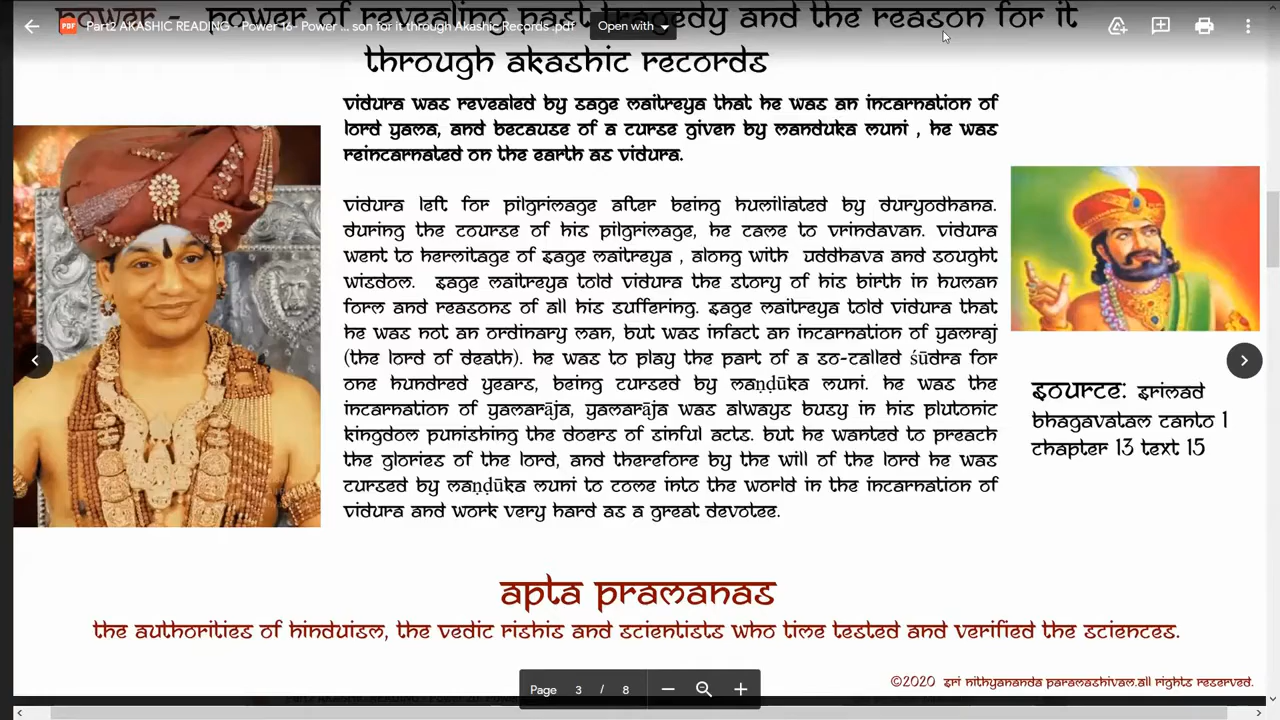 power - power of revealing past tragedy and the reason for it
Part2 AKASHIC READING - Power 16- Power ... son for it through Akashic Records .pdf
Open with
through akashic records
vidura was revealed by sage maitreya that he was an incarnation of
lord yama, and because of a curse given by manduka muni , he was
reincarnated on the earth as vidura.
vidura left for pilgrimage after being humiliated by duryodhana.
during the course of his pilgrimage, he came to vrindavan. vidura
went to hermitage of sage maitreya , along with uddhava and sought
wisdom. sage maitreya told vidura the story of his birth in human
form and reasons of all his suffering. sage maitreya told vidura that
he was not an ordinary man, but was infact an incarnation of yamraj
(the lord of death). he was to play the part of a so-called śūdra for
one hundred years, being cursed by maṇḍūka muni. he was the
incarnation of yamarāja, yamarāja was always busy in his plutonic
kingdom punishing the doers of sinful acts. but he wanted to preach
the glories of the lord, and therefore by the will of the lord he was
cursed by maṇḍūka muni to come into the world in the incarnation of
vidura and work very hard as a great devotee.
source: srimad
bhagavatam canto 1
chapter 13 text 15
apta pramanas
the authorities of hinduism, the vedic rishis and scientists who time tested and verified the sciences.
Page 3 / 8
©2020 sri nithyananda paramashivam.all rights reserved.